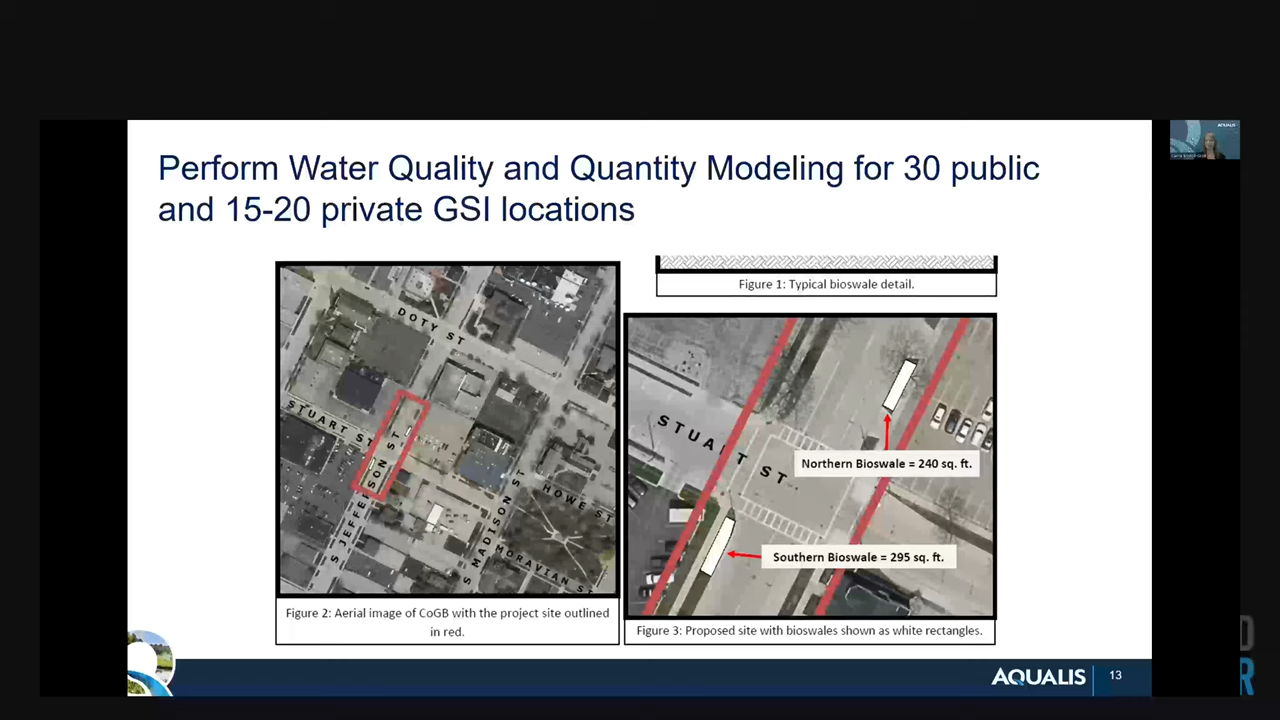 Perform Water Quality and Quantity Modeling for 30 public
and 15-20 private GSI locations
DOTY ST
STUART ST
S JEFFERSON ST
S MADISON ST
HOWE ST
MORAVIAN ST
Figure 2: Aerial image of CoGB with the project site outlined
in red.
Figure 1: Typical bioswale detail.
STUART ST
Northern Bioswale = 240 sq. ft.
Southern Bioswale = 295 sq. ft.
Figure 3: Proposed site with bioswales shown as white rectangles.
AQUALIS
13
AQUALIS
D
R